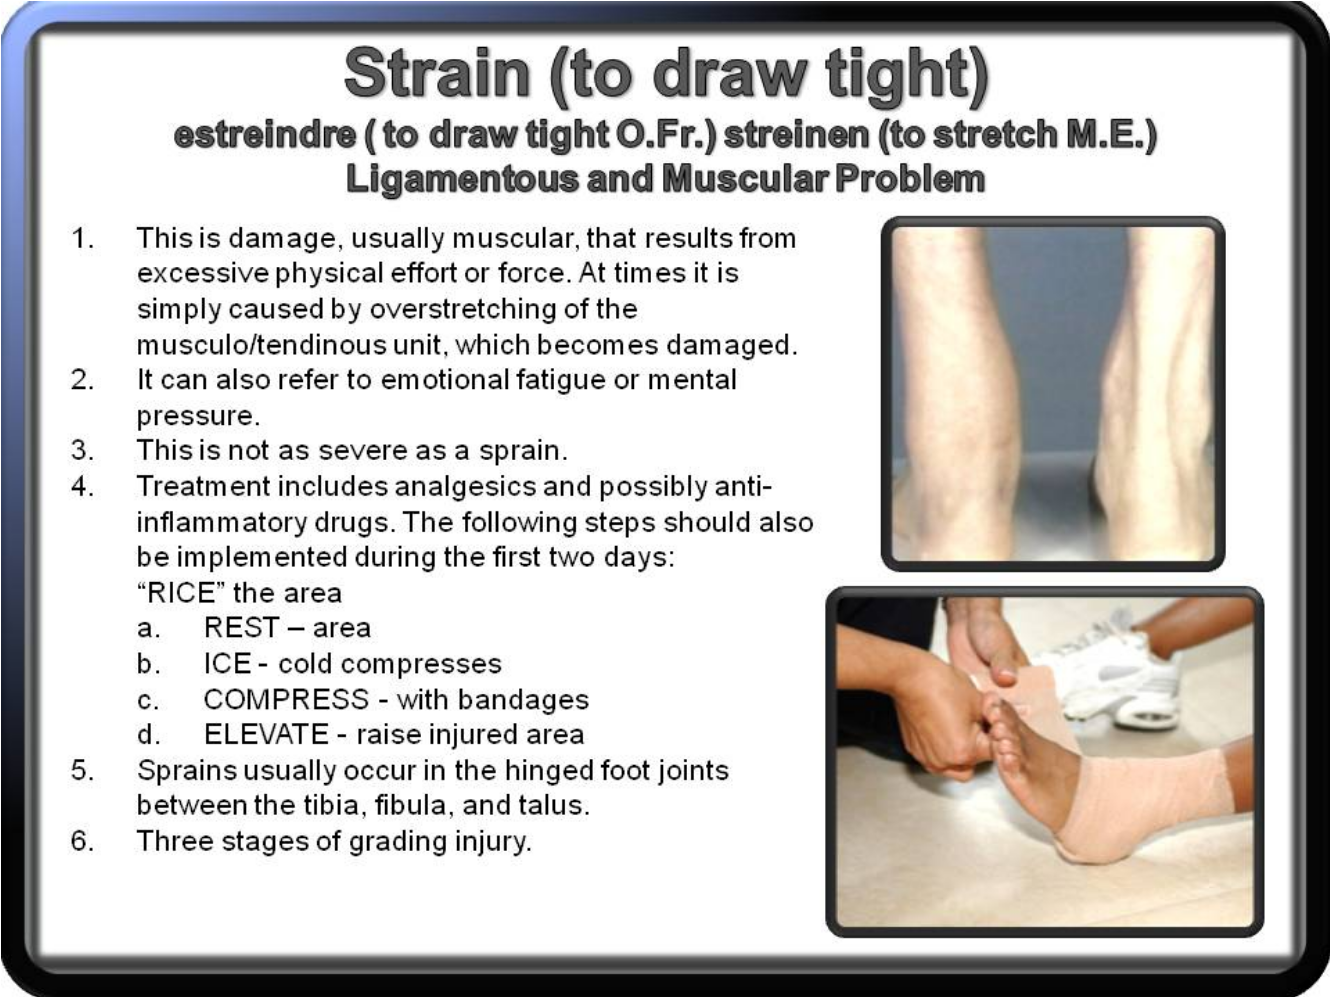 Strain (to draw tight)
estreindre ( to draw tight O.Fr.) streinen (to stretch M.E.)
Ligamentous and Muscular Problem
1. This is damage, usually muscular, that results from
excessive physical effort or force. At times it is
simply caused by overstretching of the
musculo/tendinous unit, which becomes damaged.
2. It can also refer to emotional fatigue or mental
pressure.
3. This is not as severe as a sprain.
4. Treatment includes analgesics and possibly anti-
inflammatory drugs. The following steps should also
be implemented during the first two days:
“RICE” the area
a. REST – area
b. ICE - cold compresses
c. COMPRESS - with bandages
d. ELEVATE - raise injured area
5. Sprains usually occur in the hinged foot joints
between the tibia, fibula, and talus.
6. Three stages of grading injury.